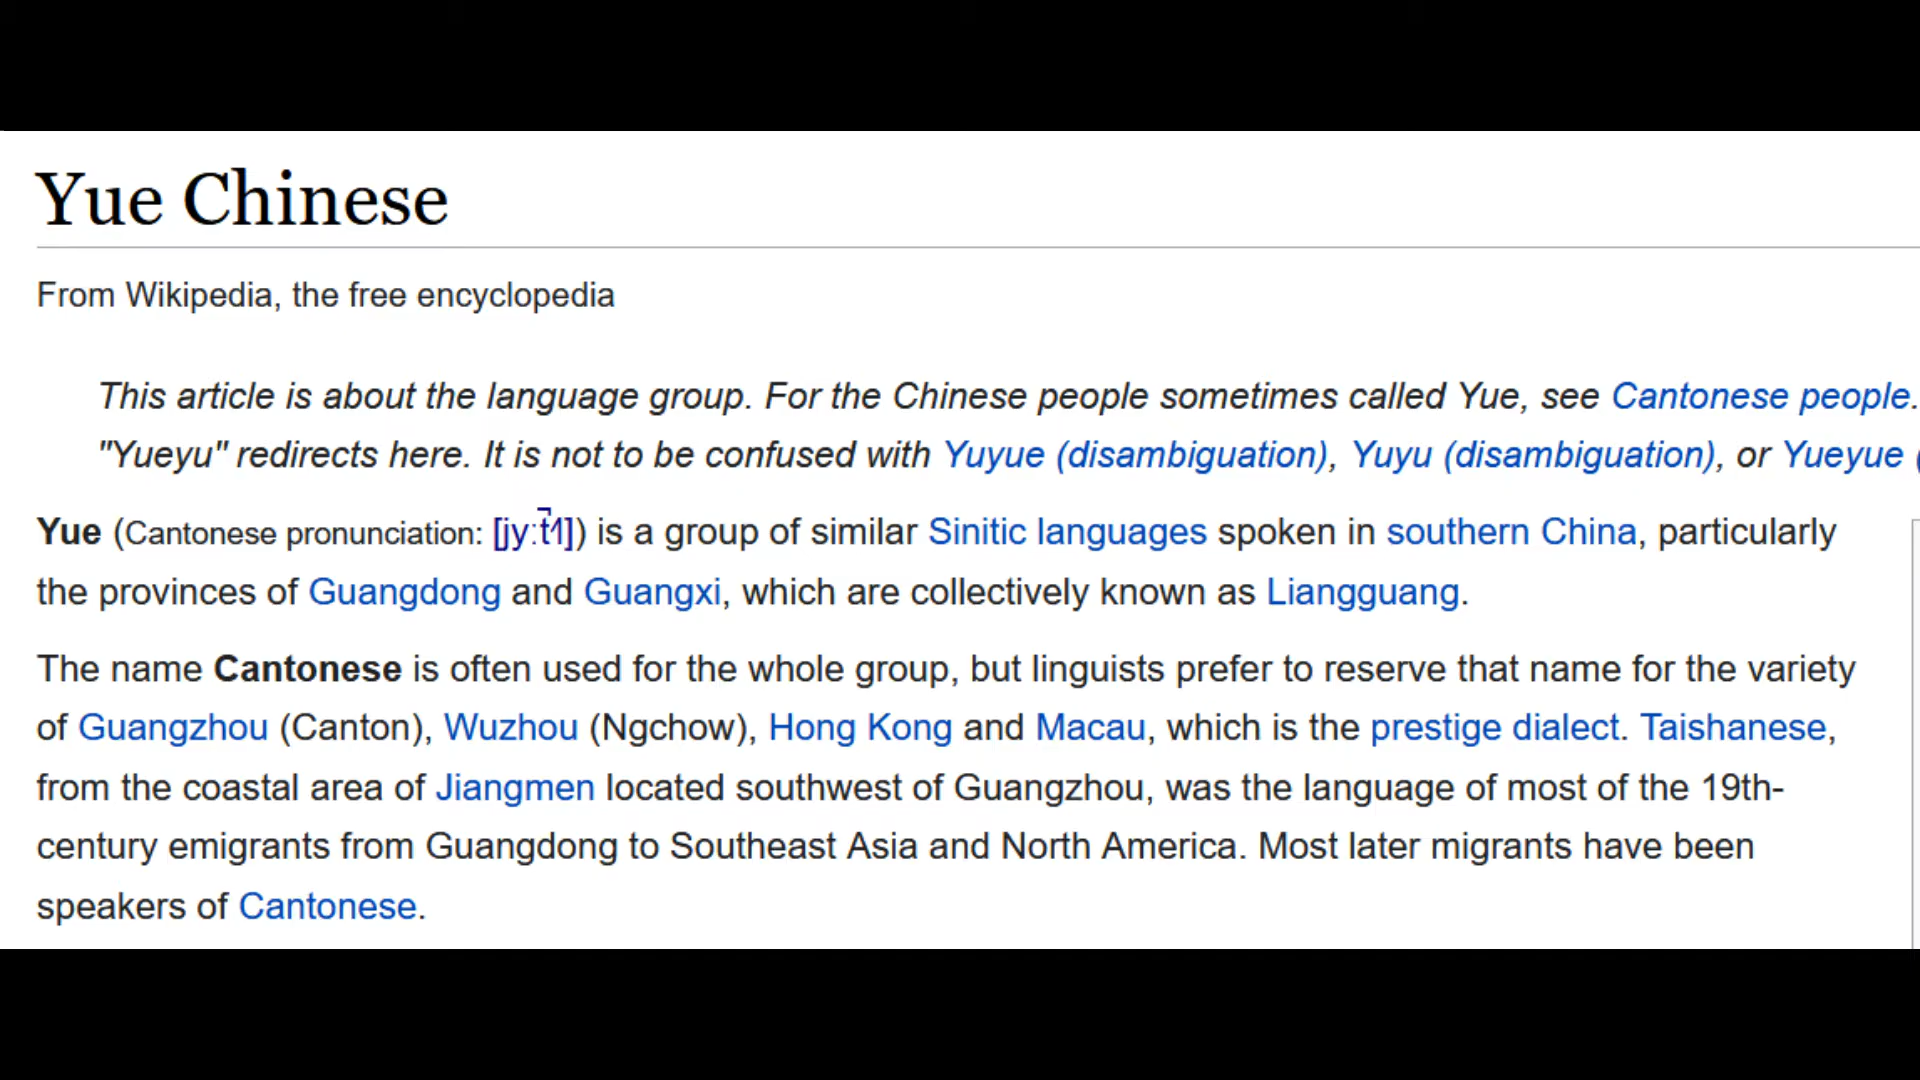 Yue Chinese
From Wikipedia, the free encyclopedia
This article is about the language group. For the Chinese people sometimes called Yue, see Cantonese people.
"Yueyu" redirects here. It is not to be confused with Yuyue (disambiguation), Yuyu (disambiguation), or Yueyue (
Yue (Cantonese pronunciation: [jyːt̚˨]) is a group of similar Sinitic languages spoken in southern China, particularly
the provinces of Guangdong and Guangxi, which are collectively known as Liangguang.
The name Cantonese is often used for the whole group, but linguists prefer to reserve that name for the variety
of Guangzhou (Canton), Wuzhou (Ngchow), Hong Kong and Macau, which is the prestige dialect. Taishanese,
from the coastal area of Jiangmen located southwest of Guangzhou, was the language of most of the 19th-
century emigrants from Guangdong to Southeast Asia and North America. Most later migrants have been
speakers of Cantonese.